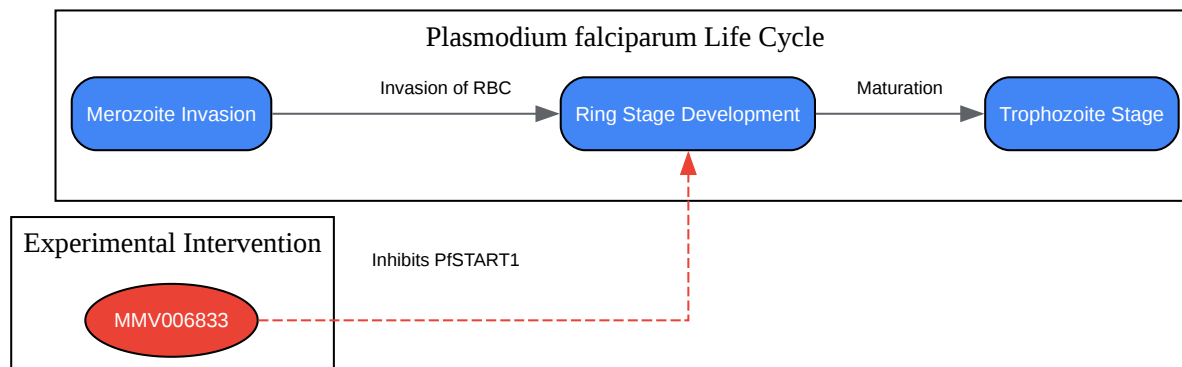 Plasmodium falciparum Life Cycle
Merozoite Invasion
Invasion of RBC
Ring Stage Development
Maturation
Trophozoite Stage
Experimental Intervention
Inhibits PfSTART1
MMV006833